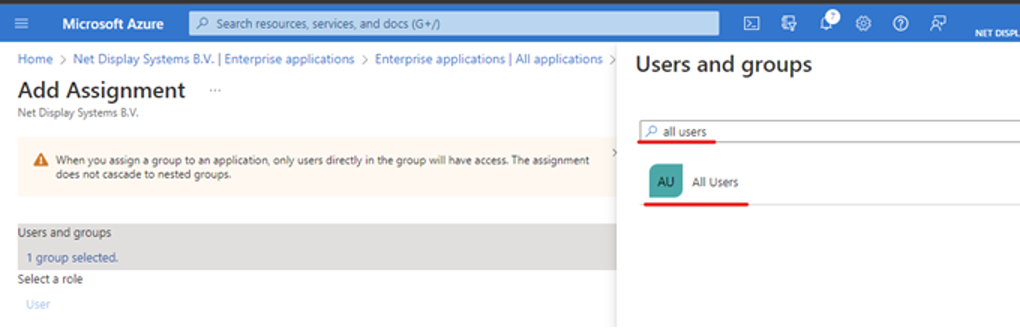 Microsoft Azure
Search resources, services, and docs (G+/)
7
NET DISPL
Home > Net Display Systems B.V. | Enterprise applications > Enterprise applications | All applications >
Add Assignment ...
Net Display Systems B.V.
When you assign a group to an application, only users directly in the group will have access. The assignment
does not cascade to nested groups.
Users and groups
1 group selected.
Select a role
User
Users and groups
all users
AU All Users